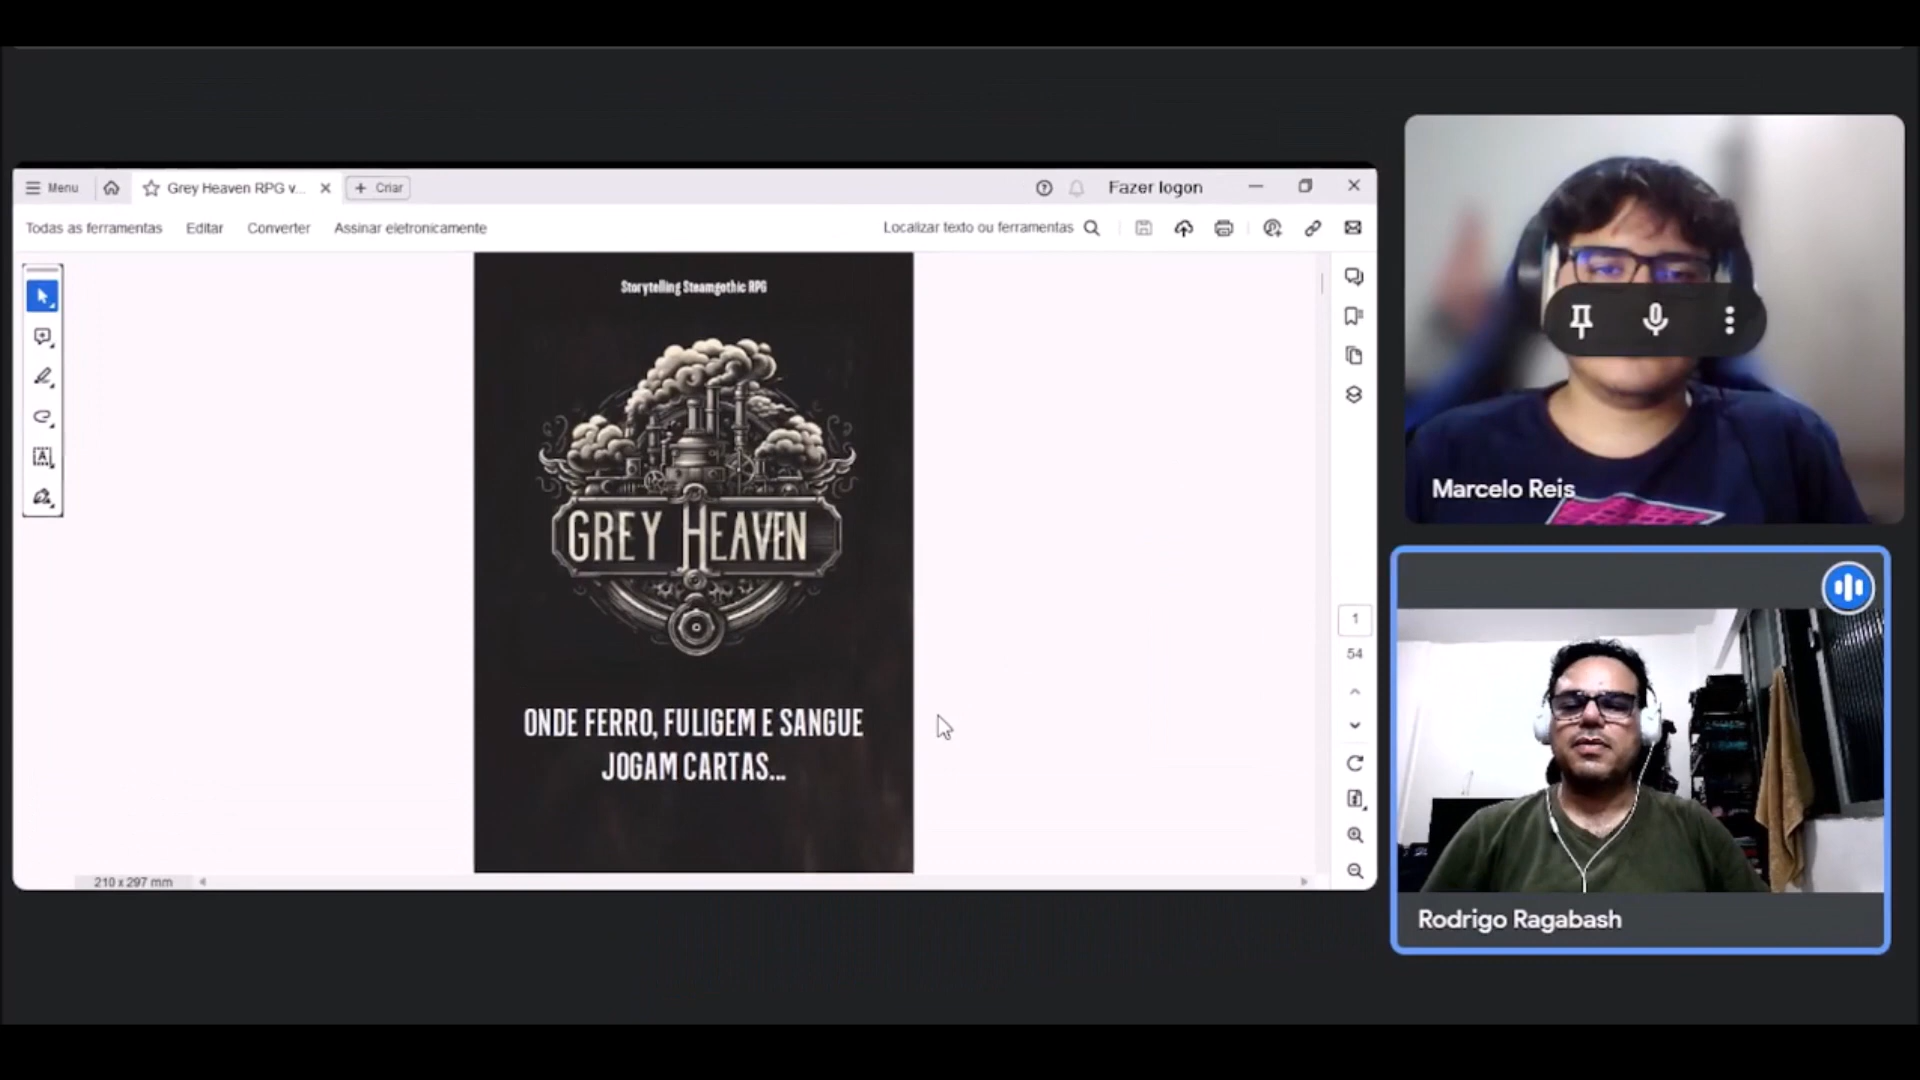 Menu
Grey Heaven RPG v...
Criar
Fazer logon
Todas as ferramentas
Editar
Converter
Assinar eletronicamente
Localizar texto ou ferramentas
Storytelling Steamgothic RPG
GREY HEAVEN
ONDE FERRO, FULIGEM E SANGUE
JOGAM CARTAS...
1
54
210 x 297 mm
Marcelo Reis
Rodrigo Ragabash